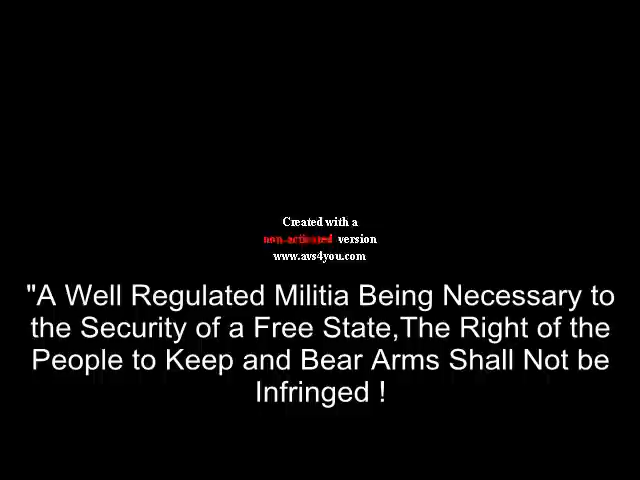 Created with a
non-activated version
www.avs4you.com
"A Well Regulated Militia Being Necessary to
the Security of a Free State,The Right of the
People to Keep and Bear Arms Shall Not be
Infringed !